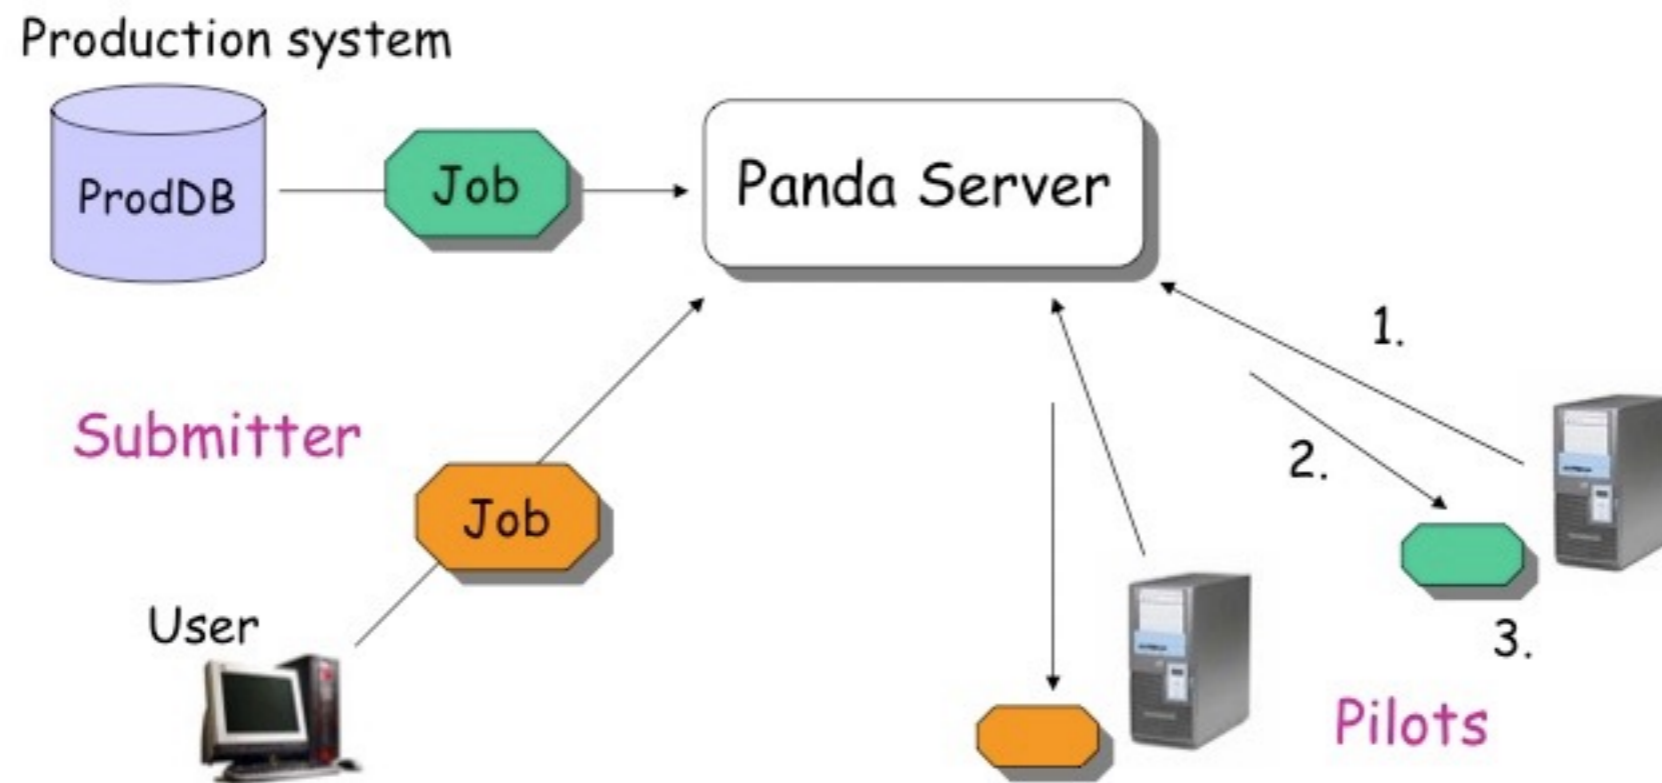 Production system
ProdDB
Job
Panda Server
1.
Submitter
2.
Job
User
3.
Pilots